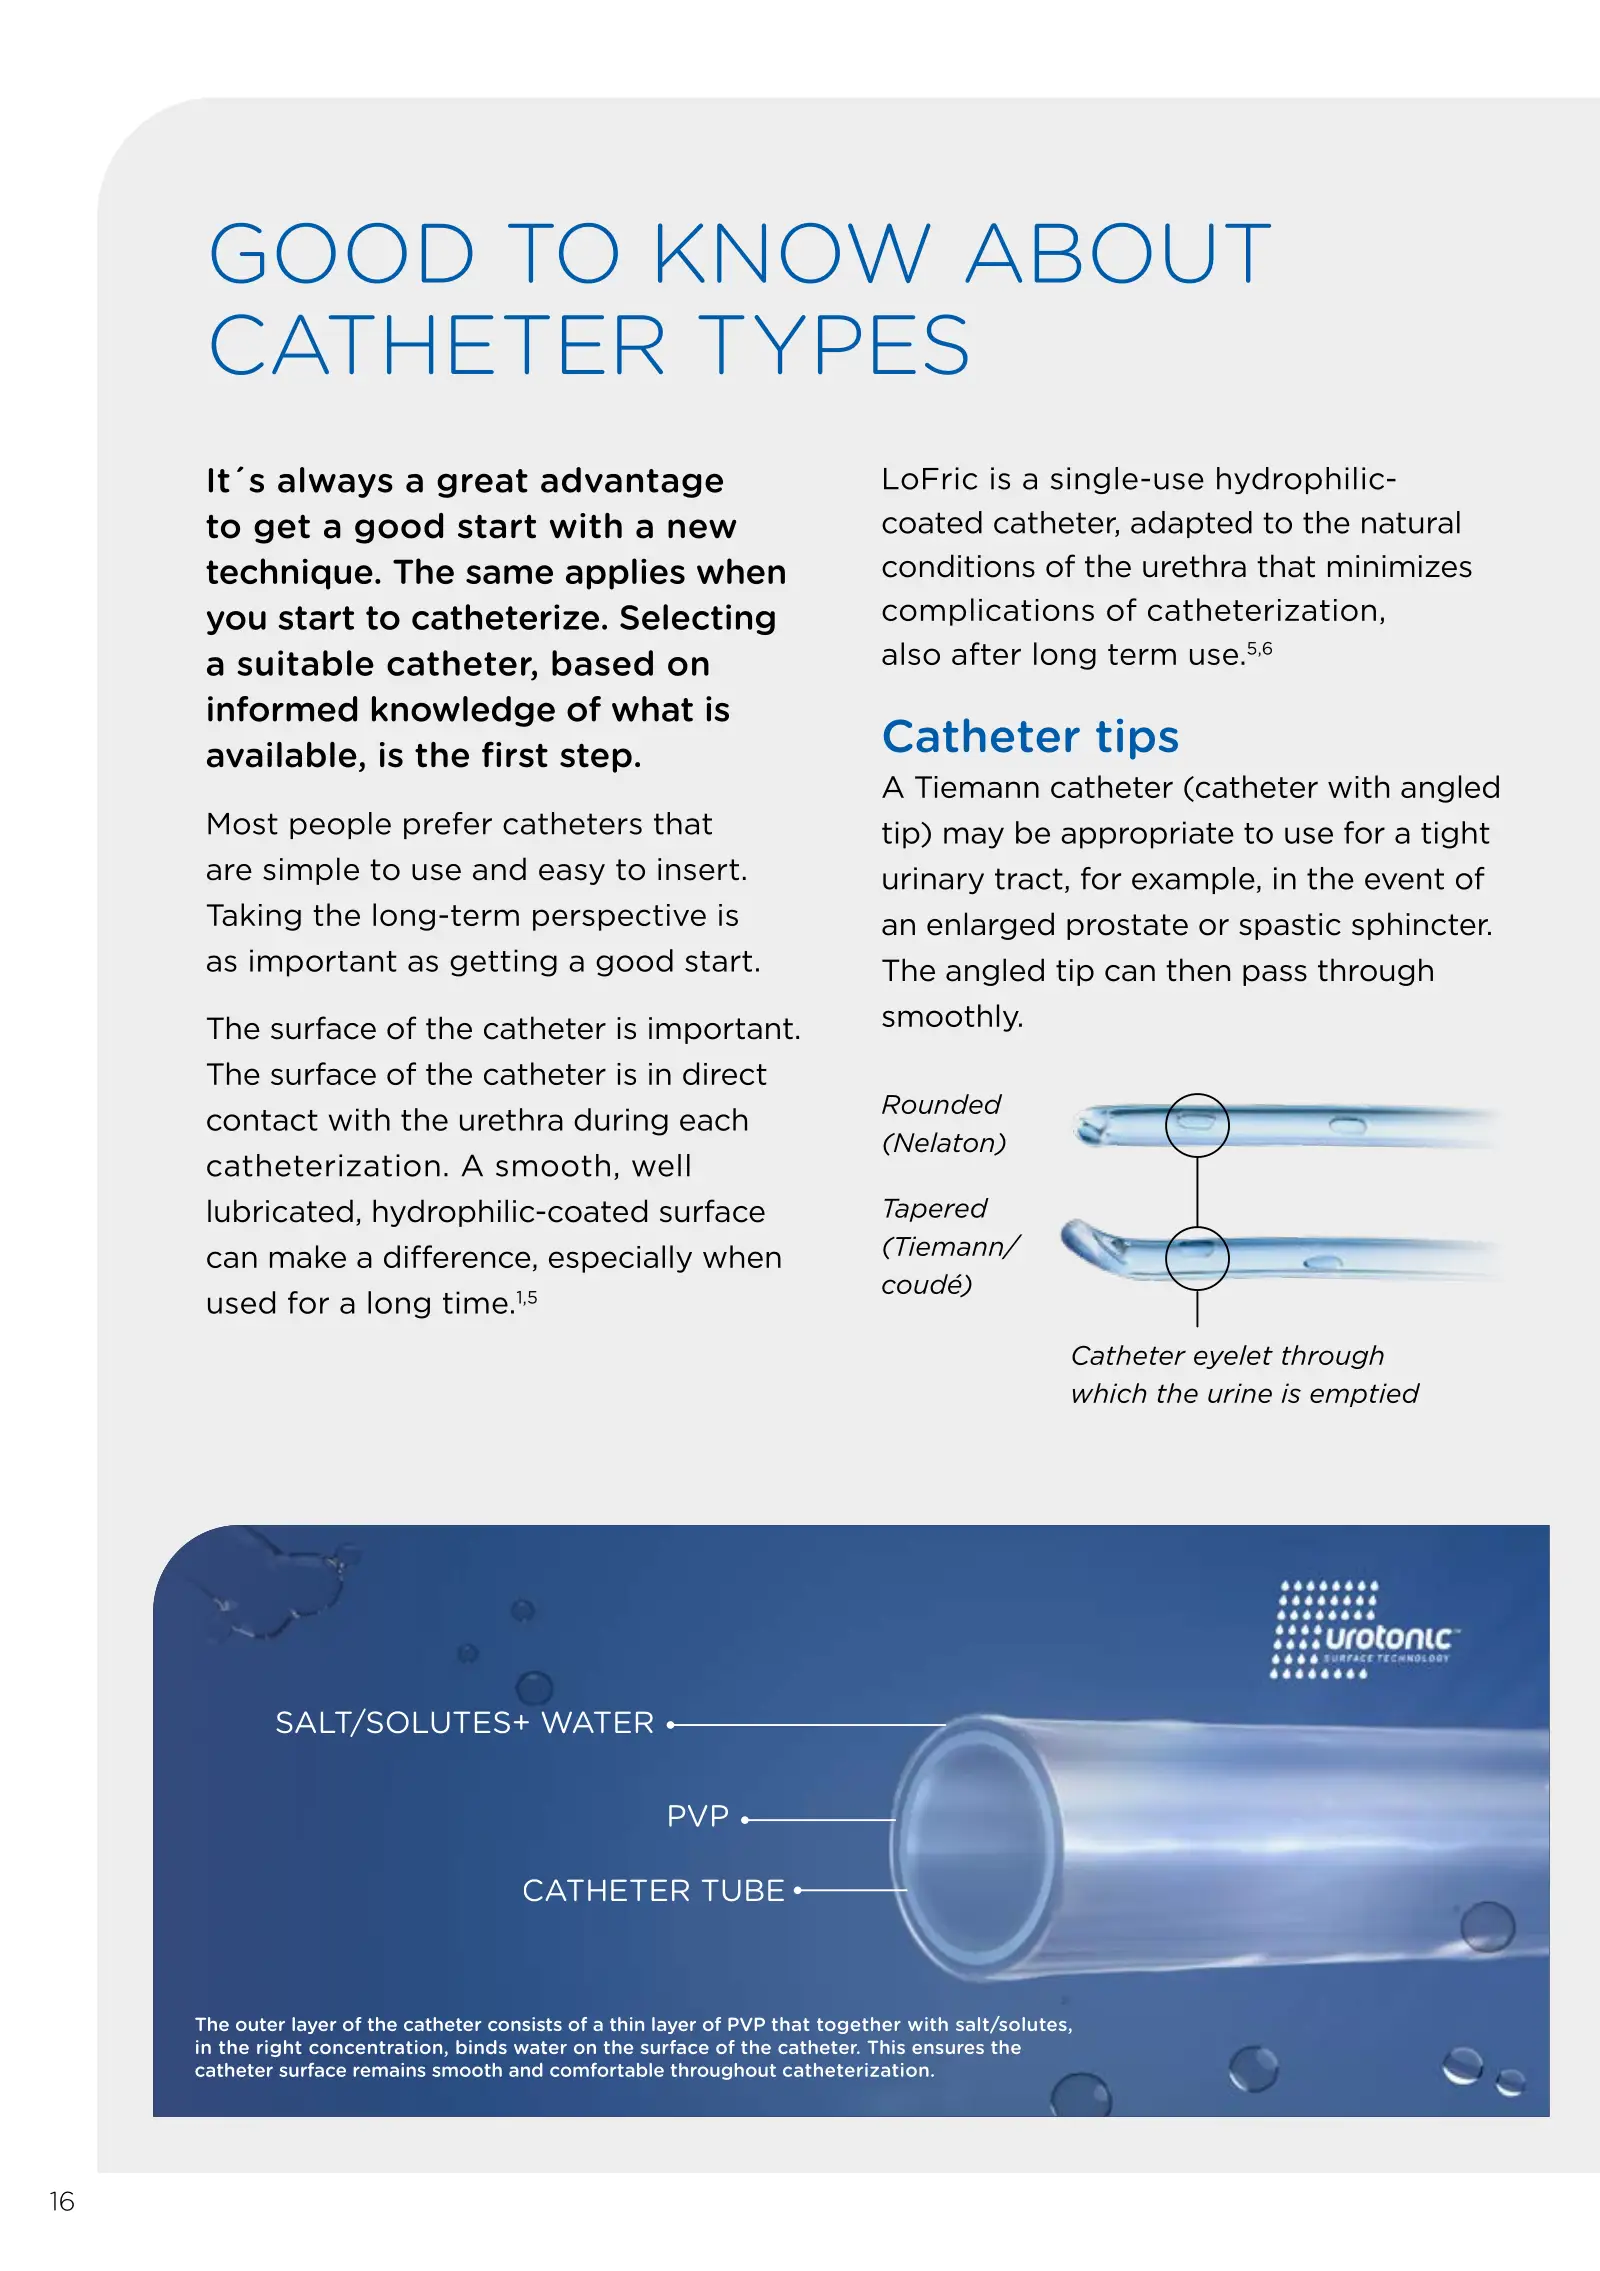 GOOD TO KNOW ABOUT
CATHETER TYPES
It´s always a great advantage
to get a good start with a new
technique. The same applies when
you start to catheterize. Selecting
a suitable catheter, based on
informed knowledge of what is
available, is the first step.
Most people prefer catheters that
are simple to use and easy to insert.
Taking the long-term perspective is
as important as getting a good start.
The surface of the catheter is important.
The surface of the catheter is in direct
contact with the urethra during each
catheterization. A smooth, well
lubricated, hydrophilic-coated surface
can make a difference, especially when
used for a long time.1,5
LoFric is a single-use hydrophilic-
coated catheter, adapted to the natural
conditions of the urethra that minimizes
complications of catheterization,
also after long term use.5,6
Catheter tips
A Tiemann catheter (catheter with angled
tip) may be appropriate to use for a tight
urinary tract, for example, in the event of
an enlarged prostate or spastic sphincter.
The angled tip can then pass through
smoothly.
Rounded
(Nelaton)
Tapered
(Tiemann/
coudé)
Catheter eyelet through
which the urine is emptied
urotonic™
SURFACE TECHNOLOGY
SALT/SOLUTES+ WATER
PVP
CATHETER TUBE
The outer layer of the catheter consists of a thin layer of PVP that together with salt/solutes,
in the right concentration, binds water on the surface of the catheter. This ensures the
catheter surface remains smooth and comfortable throughout catheterization.
16